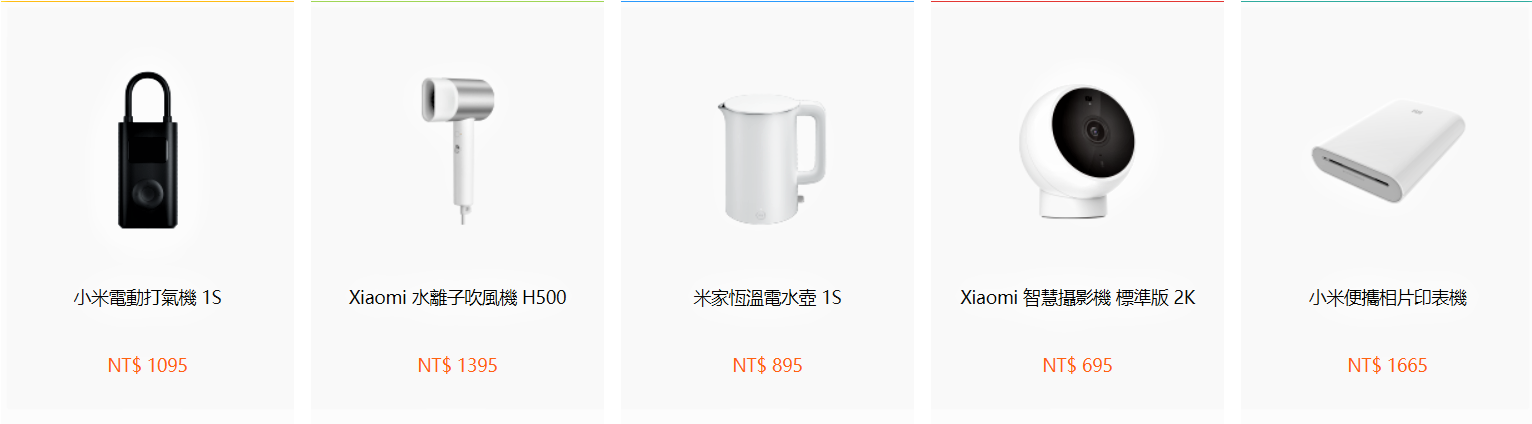 小米電動打氣機 1S
NT$ 1095
Xiaomi 水離子吹風機 H500
NT$ 1395
米家恆溫電水壺 1S
NT$ 895
Xiaomi 智慧攝影機 標準版 2K
NT$ 695
小米便攜相片印表機
NT$ 1665